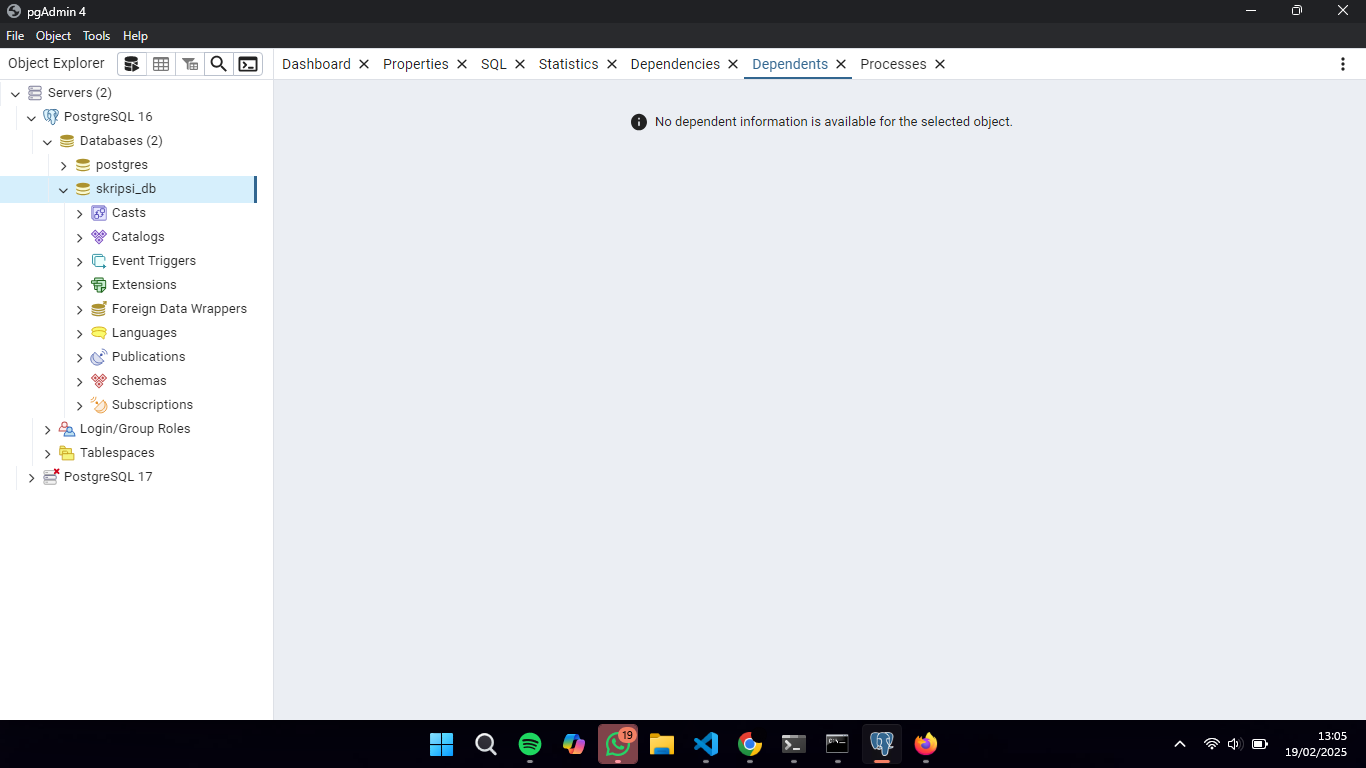 pgAdmin 4
File Object Tools Help
Object Explorer
Dashboard Properties SQL Statistics Dependencies Dependents Processes
Servers (2)
PostgreSQL 16
Databases (2)
postgres
skripsi_db
Casts
Catalogs
Event Triggers
Extensions
Foreign Data Wrappers
Languages
Publications
Schemas
Subscriptions
Login/Group Roles
Tablespaces
PostgreSQL 17
No dependent information is available for the selected object.
19
13:05
19/02/2025